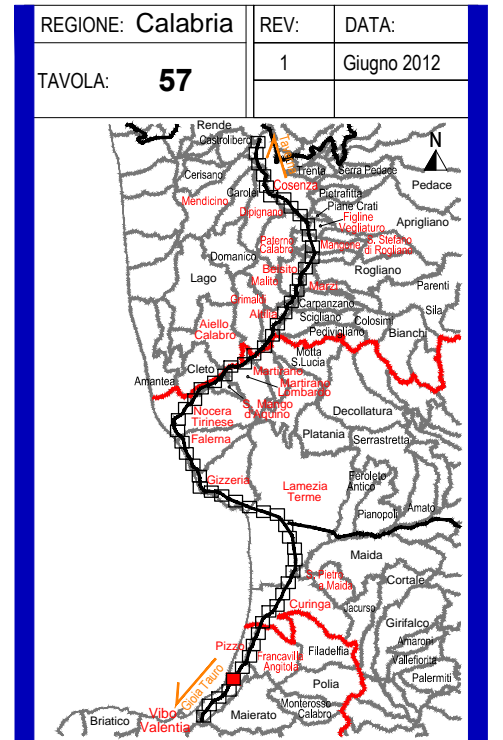 REGIONE: Calabria
REV:
DATA:
TAVOLA: 57
1
Giugno 2012
N
Rende
Castrolibero
Cerisano
Mendicino
Carolei
Dipignano
Cosenza
Trenta
Serra Pedace
Pedace
Pietrafitta
Piane Crati
Figline
Vegliaturo
Aprigliano
Paterno
Calabro
Mangone
S. Stefano
di Rogliano
Domanico
Belsito
Rogliano
Lago
Malito
Marzi
Parenti
Grimaldi
Carpanzano
Altilia
Scigliano
Colosimi
Sila
Aiello
Calabro
Pedivigliano
Bianchi
Motta
S.Lucia
Cleto
Martirano
Amantea
Martirano
Lombardo
S. Mango
d'Aquino
Nocera
Tirinese
Decollatura
Falerna
Platania
Serrastretta
Gizzeria
Lamezia
Terme
Feroleto
Antico
Pianopoli
Amato
Maida
S. Pietro
a Maida
Cortale
Curinga
Jacurso
Girifalco
Pizzo
Francavilla
Angitola
Filadelfia
Amaroni
Vallefiorita
Gioia Tauro
Polia
Palermiti
Briatico
Vibo
Valentia
Maierato
Monterosso
Calabro